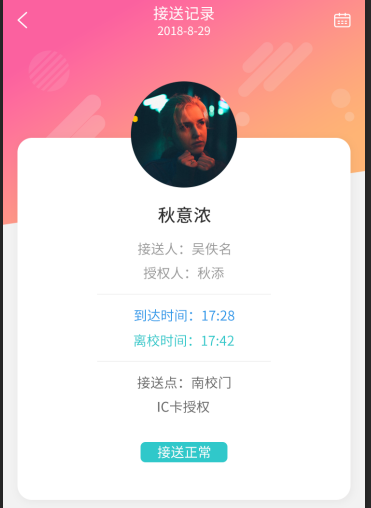 接送记录
2018-8-29
秋意浓
接送人：吴佚名
授权人：秋添
到达时间：17:28
离校时间：17:42
接送点：南校门
IC卡授权
接送正常